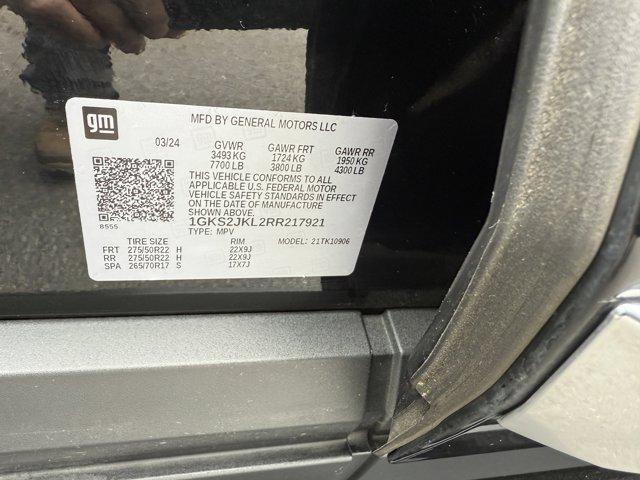 gm
MFD BY GENERAL MOTORS LLC
03/24 GVWR GAWR FRT GAWR RR
3493 KG 1724 KG 1950 KG
7700 LB 3800 LB 4300 LB
THIS VEHICLE CONFORMS TO ALL
APPLICABLE U.S. FEDERAL MOTOR
VEHICLE SAFETY STANDARDS IN EFFECT
ON THE DATE OF MANUFACTURE
SHOWN ABOVE.
8555
1GKS2JKL2RR217921
TYPE: MPV MODEL: 21TK10906
TIRE SIZE RIM
FRT 275/50R22 H 22X9J
RR 275/50R22 H 22X9J
SPA 265/70R17 S 17X7J